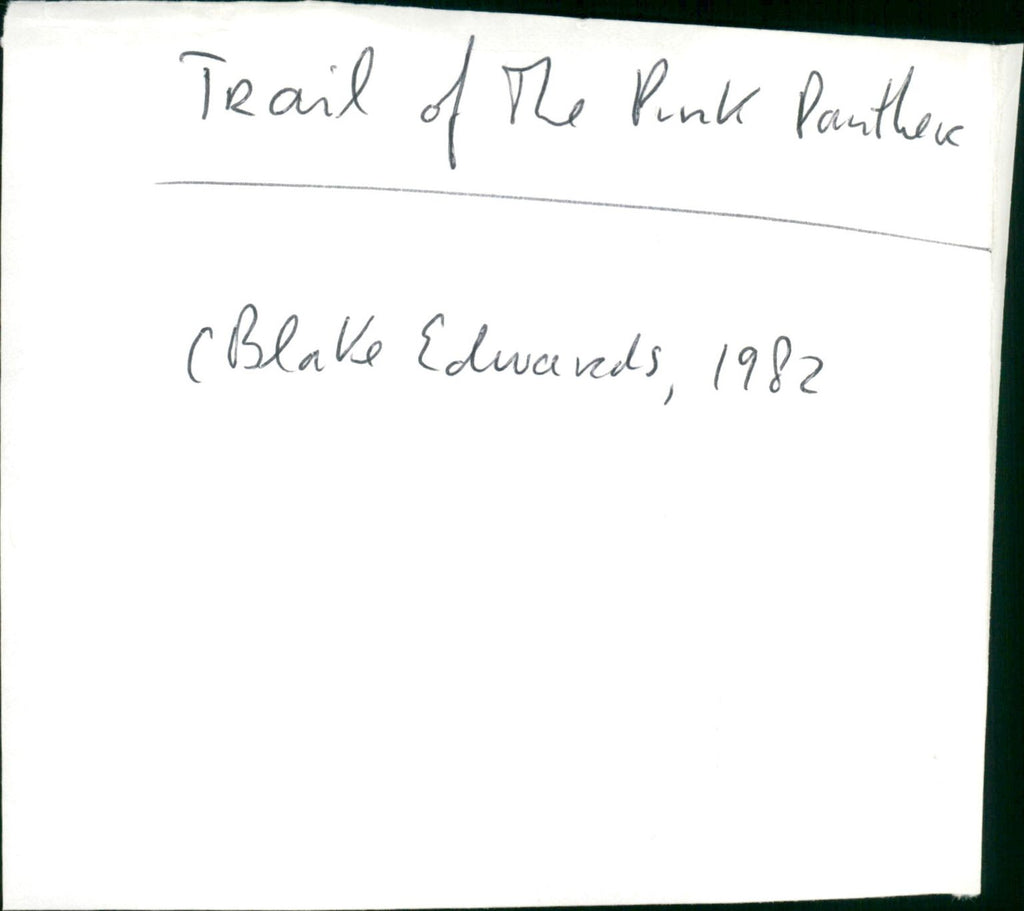 Trail of The Pink Panther
(Blake Edwards, 1982